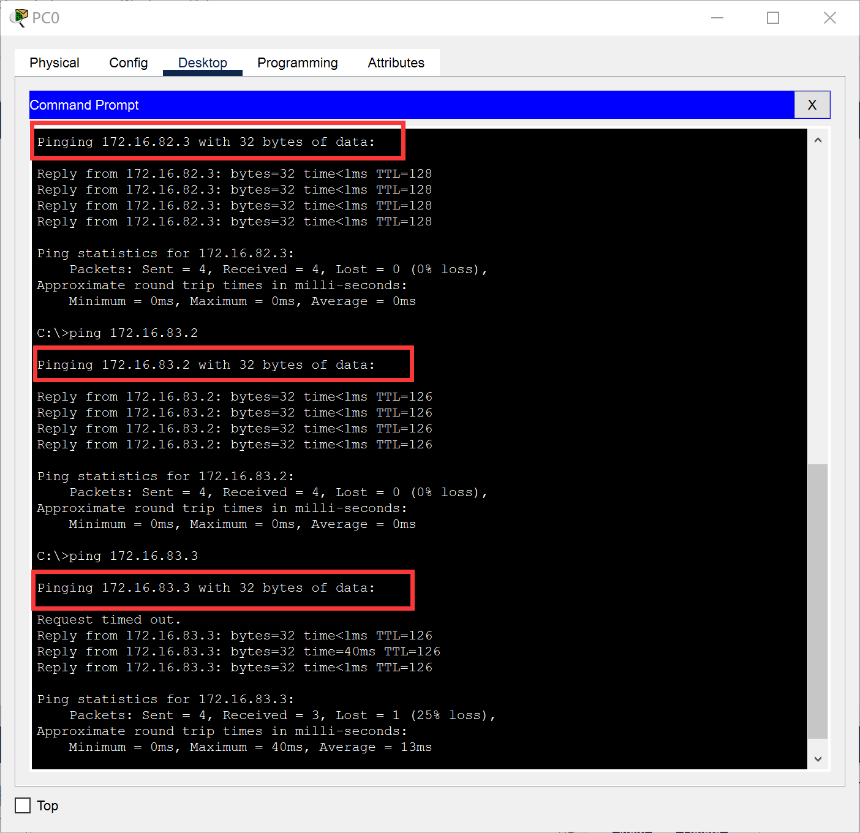 PC0
Physical Config Desktop Programming Attributes
Command Prompt X
Pinging 172.16.82.3 with 32 bytes of data:
Reply from 172.16.82.3: bytes=32 time<1ms TTL=128
Reply from 172.16.82.3: bytes=32 time<1ms TTL=128
Reply from 172.16.82.3: bytes=32 time<1ms TTL=128
Reply from 172.16.82.3: bytes=32 time<1ms TTL=128
Ping statistics for 172.16.82.3:
Packets: Sent = 4, Received = 4, Lost = 0 (0% loss),
Approximate round trip times in milli-seconds:
Minimum = 0ms, Maximum = 0ms, Average = 0ms
C:\>ping 172.16.83.2
Pinging 172.16.83.2 with 32 bytes of data:
Reply from 172.16.83.2: bytes=32 time<1ms TTL=126
Reply from 172.16.83.2: bytes=32 time<1ms TTL=126
Reply from 172.16.83.2: bytes=32 time<1ms TTL=126
Reply from 172.16.83.2: bytes=32 time<1ms TTL=126
Ping statistics for 172.16.83.2:
Packets: Sent = 4, Received = 4, Lost = 0 (0% loss),
Approximate round trip times in milli-seconds:
Minimum = 0ms, Maximum = 0ms, Average = 0ms
C:\>ping 172.16.83.3
Pinging 172.16.83.3 with 32 bytes of data:
Request timed out.
Reply from 172.16.83.3: bytes=32 time<1ms TTL=126
Reply from 172.16.83.3: bytes=32 time=40ms TTL=126
Reply from 172.16.83.3: bytes=32 time<1ms TTL=126
Ping statistics for 172.16.83.3:
Packets: Sent = 4, Received = 3, Lost = 1 (25% loss),
Approximate round trip times in milli-seconds:
Minimum = 0ms, Maximum = 40ms, Average = 13ms
Top